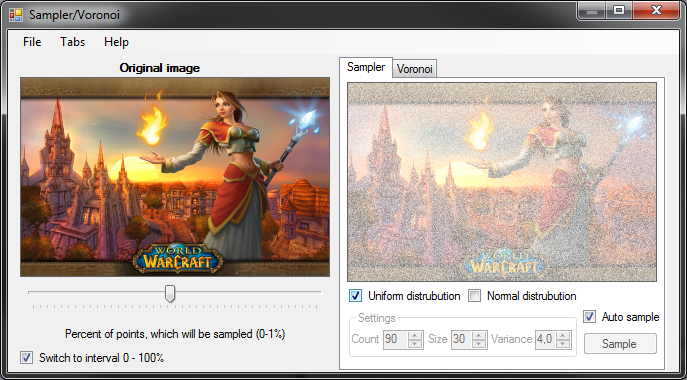 Sampler/Voronoi
File Tabs Help
Original image
WORLD
OF
WARCRAFT
Percent of points, which will be sampled (0-1%)
Switch to interval 0 - 100%
Sampler Voronoi
WORLD
WARCRAFT
Uniform distrubution Normal distrubution
Settings
Count 90 Size 30 Variance 4,0
Auto sample
Sample